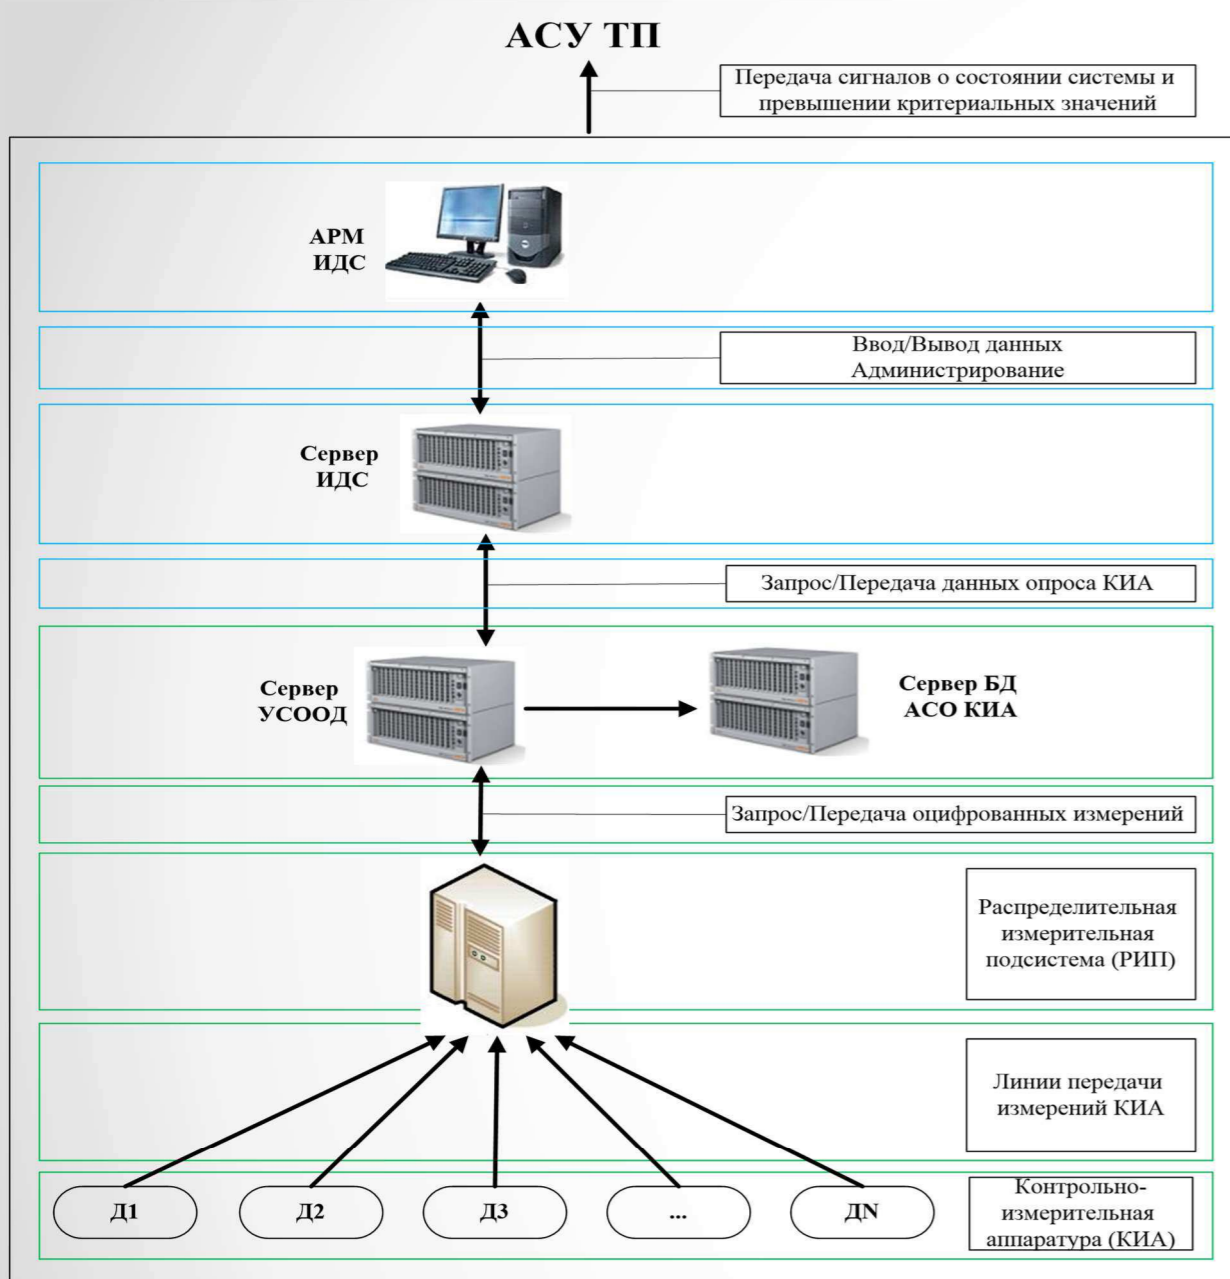 АСУ ТП
Передача сигналов о состоянии системы и
превышении критериальных значений
АРМ
ИДС
Ввод/Вывод данных
Администрирование
Сервер
ИДС
Запрос/Передача данных опроса КИА
Сервер
УСООД
Сервер БД
АСО КИА
Запрос/Передача оцифрованных измерений
Распределительная
измерительная
подсистема (РИП)
Линии передачи
измерений КИА
Д1
Д2
Д3
...
ДN
Контрольно-
измерительная
аппаратура (КИА)